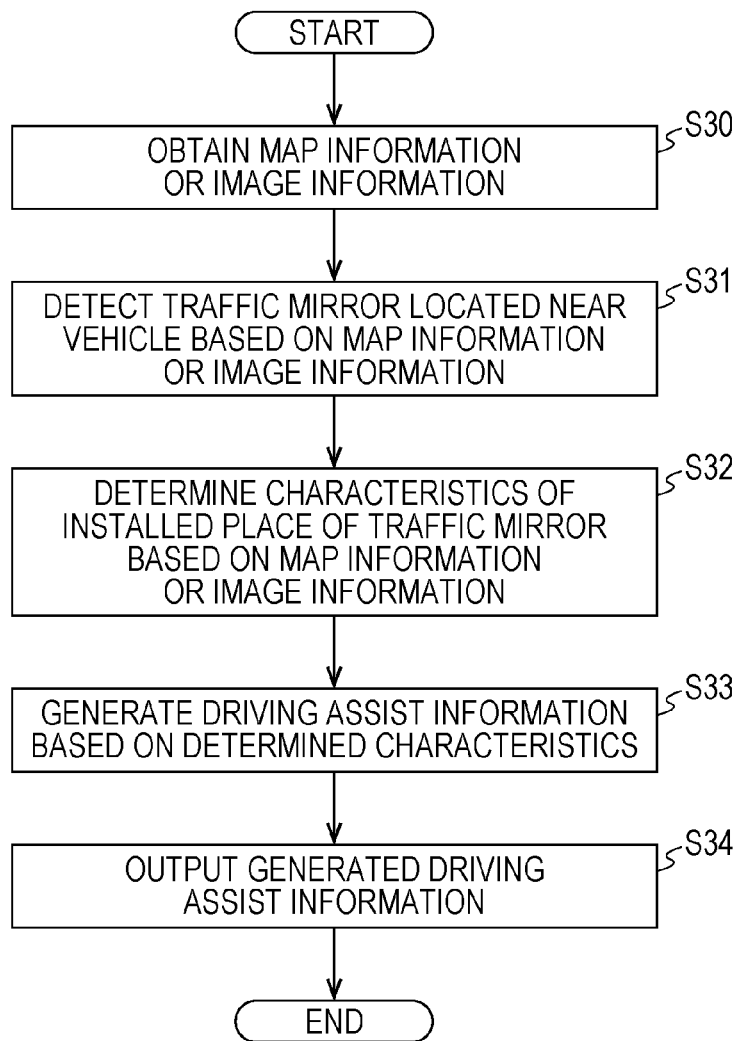 START
S30
OBTAIN MAP INFORMATION
OR IMAGE INFORMATION
S31
DETECT TRAFFIC MIRROR LOCATED NEAR
VEHICLE BASED ON MAP INFORMATION
OR IMAGE INFORMATION
S32
DETERMINE CHARACTERISTICS OF
INSTALLED PLACE OF TRAFFIC MIRROR
BASED ON MAP INFORMATION
OR IMAGE INFORMATION
S33
GENERATE DRIVING ASSIST INFORMATION
BASED ON DETERMINED CHARACTERISTICS
S34
OUTPUT GENERATED DRIVING
ASSIST INFORMATION
END